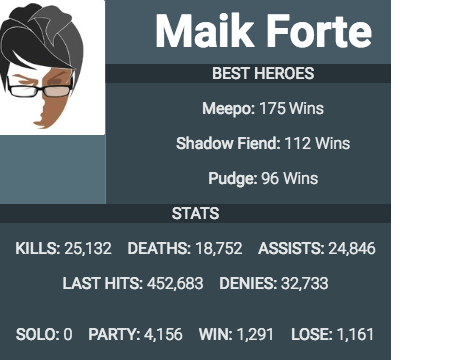 Maik Forte
BEST HEROES
Meepo: 175 Wins
Shadow Fiend: 112 Wins
Pudge: 96 Wins
STATS
KILLS: 25,132 DEATHS: 18,752 ASSISTS: 24,846
LAST HITS: 452,683 DENIES: 32,733
SOLO: 0 PARTY: 4,156 WIN: 1,291 LOSE: 1,161